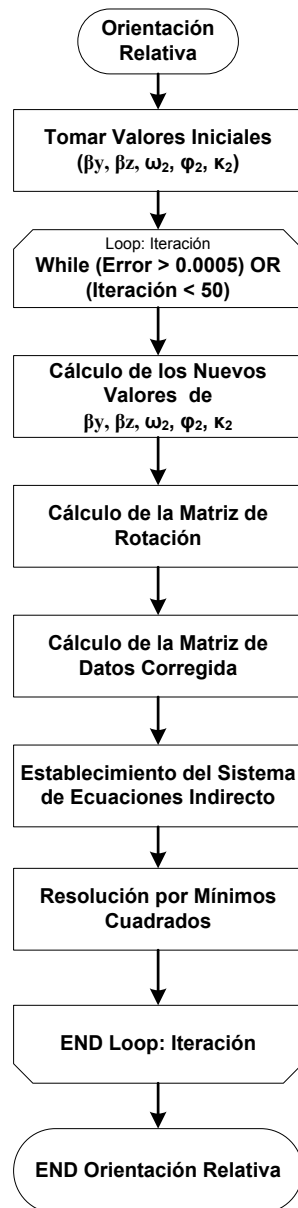 Orientación
Relativa
Tomar Valores Iniciales
(βy, βz, ω₂, φ₂, κ₂)
Loop: Iteración
While (Error > 0.0005) OR
(Iteración < 50)
Cálculo de los Nuevos
Valores de
βy, βz, ω₂, φ₂, κ₂
Cálculo de la Matriz de
Rotación
Cálculo de la Matriz de
Datos Corregida
Establecimiento del Sistema
de Ecuaciones Indirecto
Resolución por Mínimos
Cuadrados
END Loop: Iteración
END Orientación Relativa